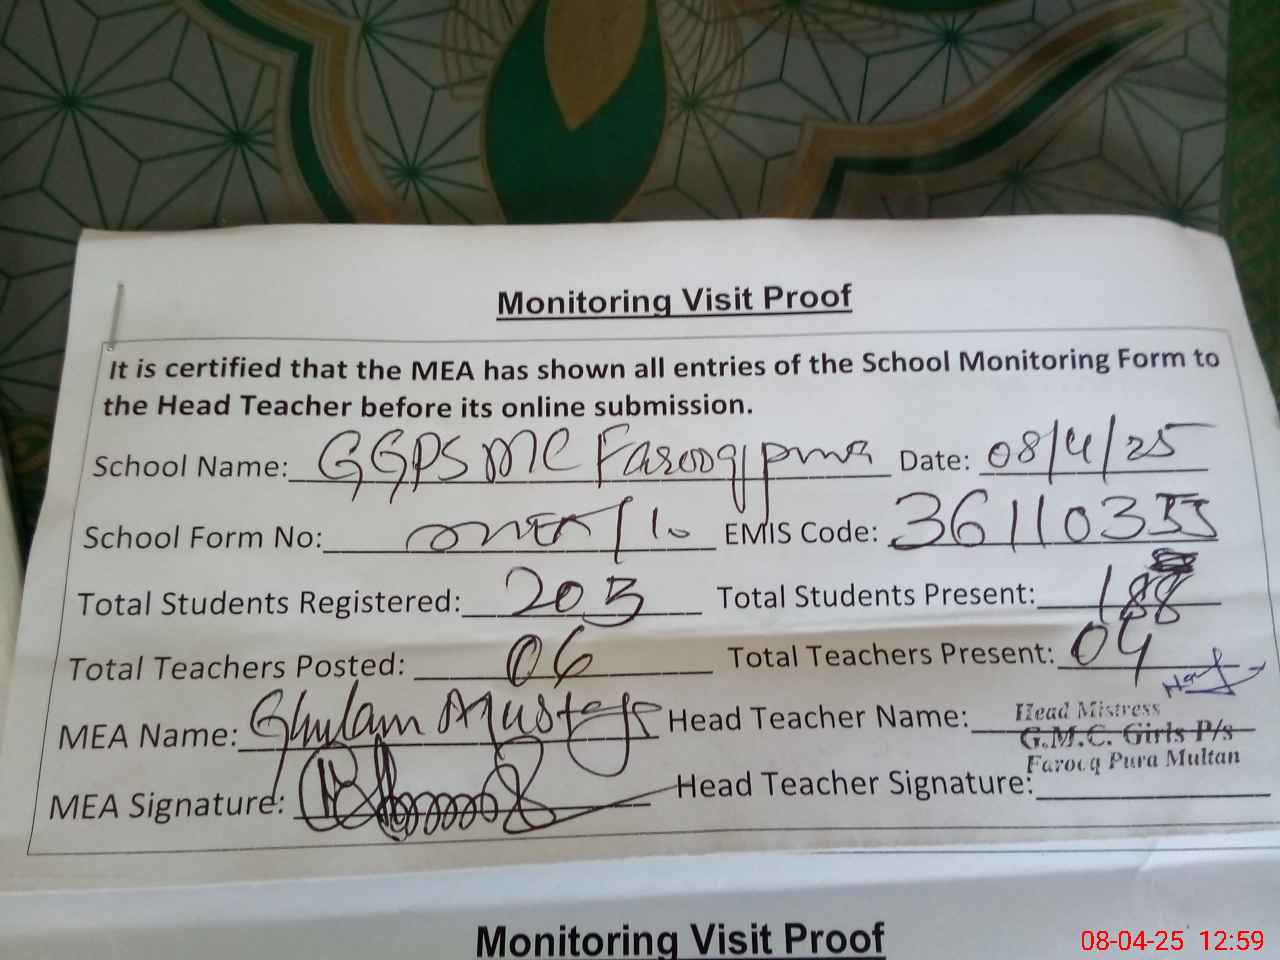 Monitoring Visit Proof
It is certified that the MEA has shown all entries of the School Monitoring Form to
the Head Teacher before its online submission.
School Name: GGPS MC Farooq pura Date: 08/4/25
School Form No: MEA/10 EMIS Code: 36110355
Total Students Registered: 203 Total Students Present: 188
Total Teachers Posted: 06 Total Teachers Present: 04
MEA Name: Ghulam Mustafa Head Teacher Name:
Head Mistress
G.M.C. Girls P/s
Farooq Pura Multan
MEA Signature: Head Teacher Signature:
Monitoring Visit Proof
08-04-25 12:59